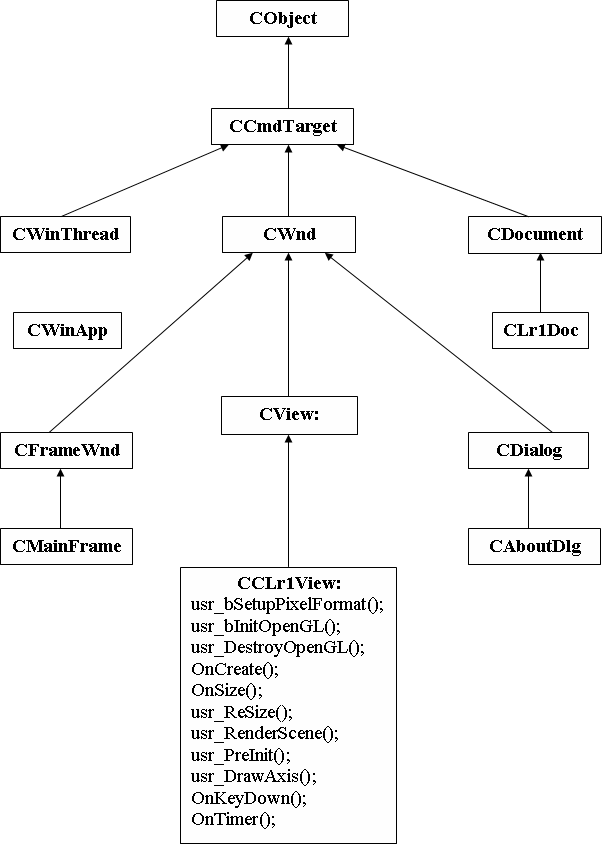 CObject
CCmdTarget
CWinThread
CWnd
CDocument
CWinApp
CLr1Doc
CView:
CFrameWnd
CDialog
CMainFrame
CAboutDlg
CCLr1View:
usr_bSetupPixelFormat();
usr_bInitOpenGL();
usr_DestroyOpenGL();
OnCreate();
OnSize();
usr_ReSize();
usr_RenderScene();
usr_PreInit();
usr_DrawAxis();
OnKeyDown();
OnTimer();